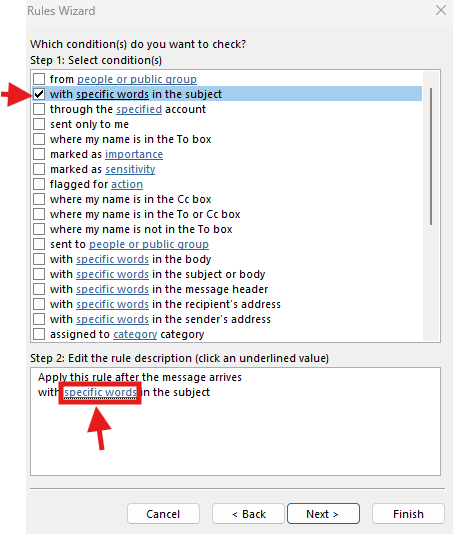 Rules Wizard
Which condition(s) do you want to check?
Step 1: Select condition(s)
from people or public group
with specific words in the subject
through the specified account
sent only to me
where my name is in the To box
marked as importance
marked as sensitivity
flagged for action
where my name is in the Cc box
where my name is in the To or Cc box
where my name is not in the To box
sent to people or public group
with specific words in the body
with specific words in the subject or body
with specific words in the message header
with specific words in the recipient's address
with specific words in the sender's address
assigned to category category
Step 2: Edit the rule description (click an underlined value)
Apply this rule after the message arrives
with specific words in the subject
Cancel
< Back
Next >
Finish